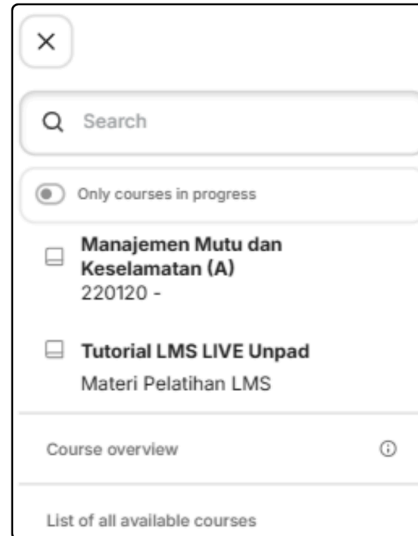 Search
Only courses in progress
Manajemen Mutu dan
Keselamatan (A)
220120 -
Tutorial LMS LIVE Unpad
Materi Pelatihan LMS
Course overview
List of all available courses